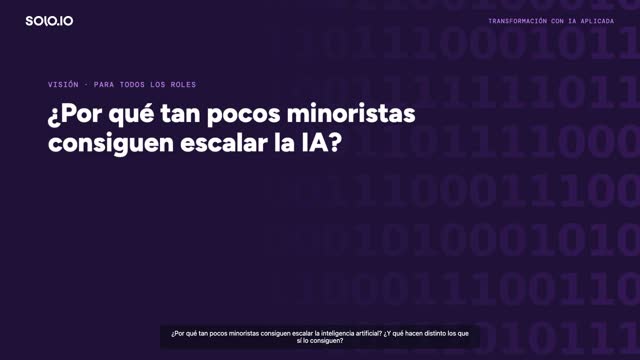 SOLO.IO
TRANSFORMACIÓN CON IA APLICADA
VISIÓN · PARA TODOS LOS ROLES
¿Por qué tan pocos minoristas
consiguen escalar la IA?
¿Por qué tan pocos minoristas consiguen escalar la inteligencia artificial? ¿Y qué hacen distinto los que
sí lo consiguen?